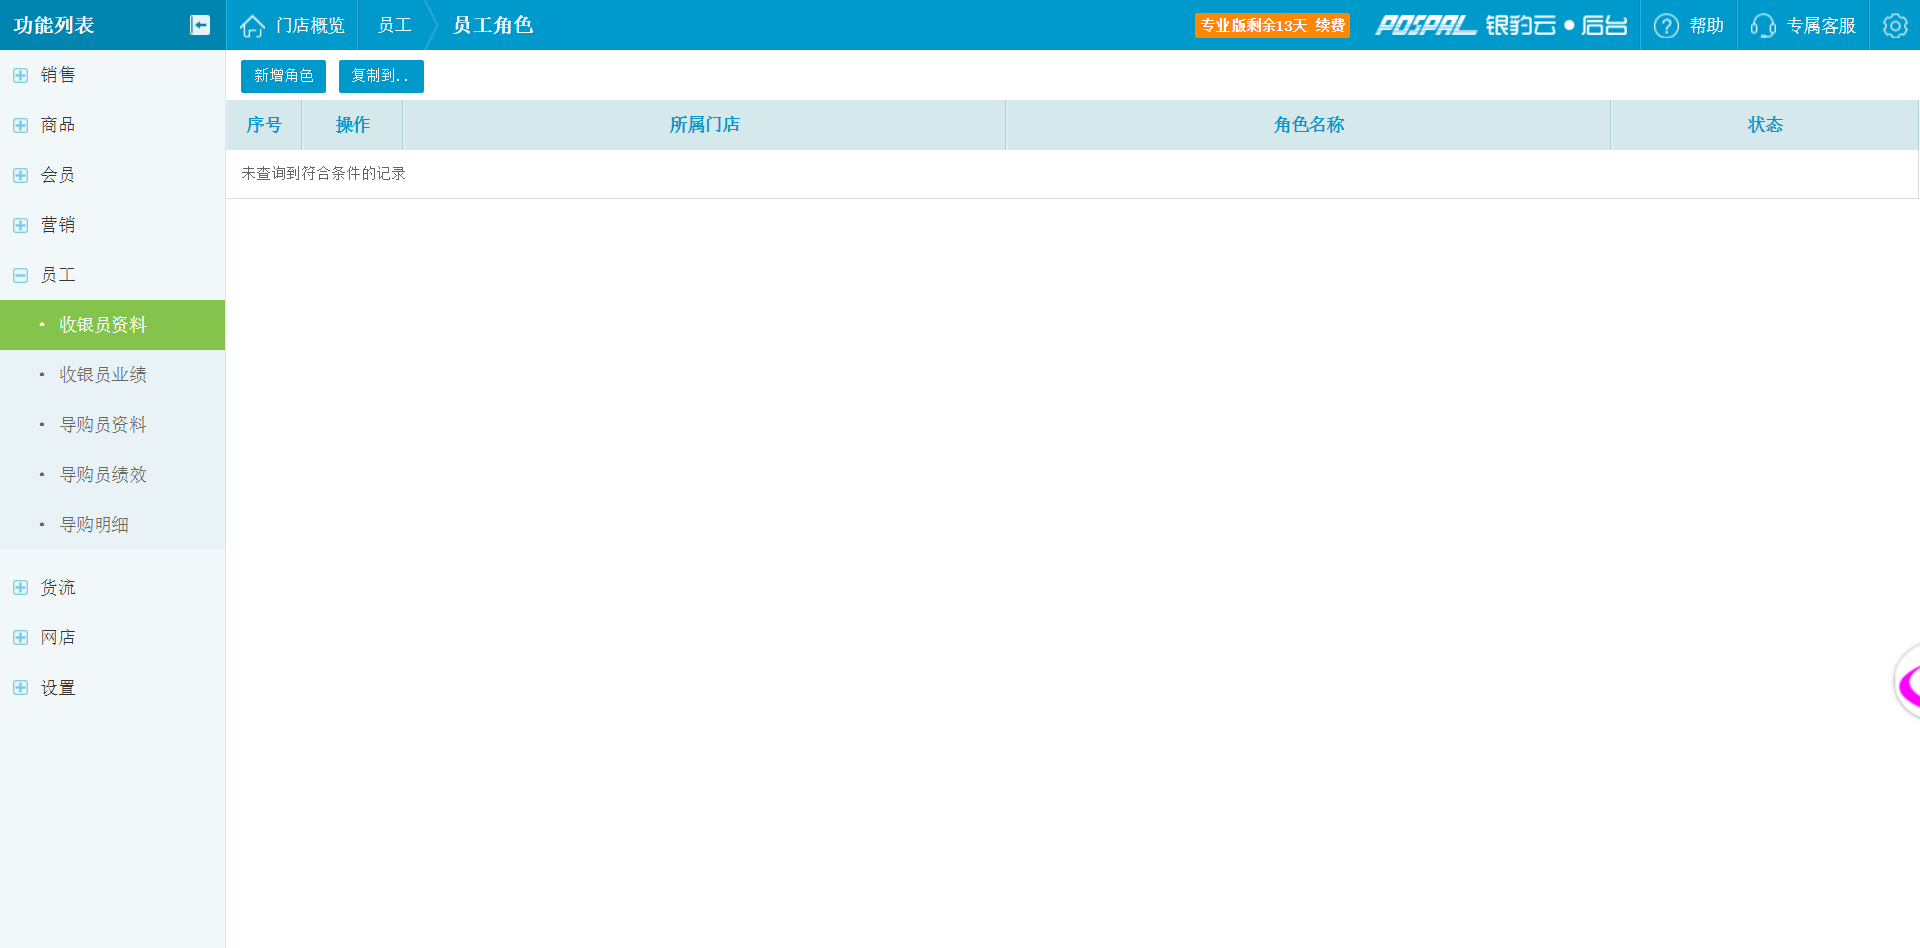 功能列表
门店概览
员工
员工角色
专业版剩余13天 续费
POSPAL 银豹云●后台
帮助
专属客服
销售
商品
会员
营销
员工
收银员资料
收银员业绩
导购员资料
导购员绩效
导购明细
货流
网店
设置
新增角色
复制到..
序号 操作 所属门店 角色名称 状态
未查询到符合条件的记录